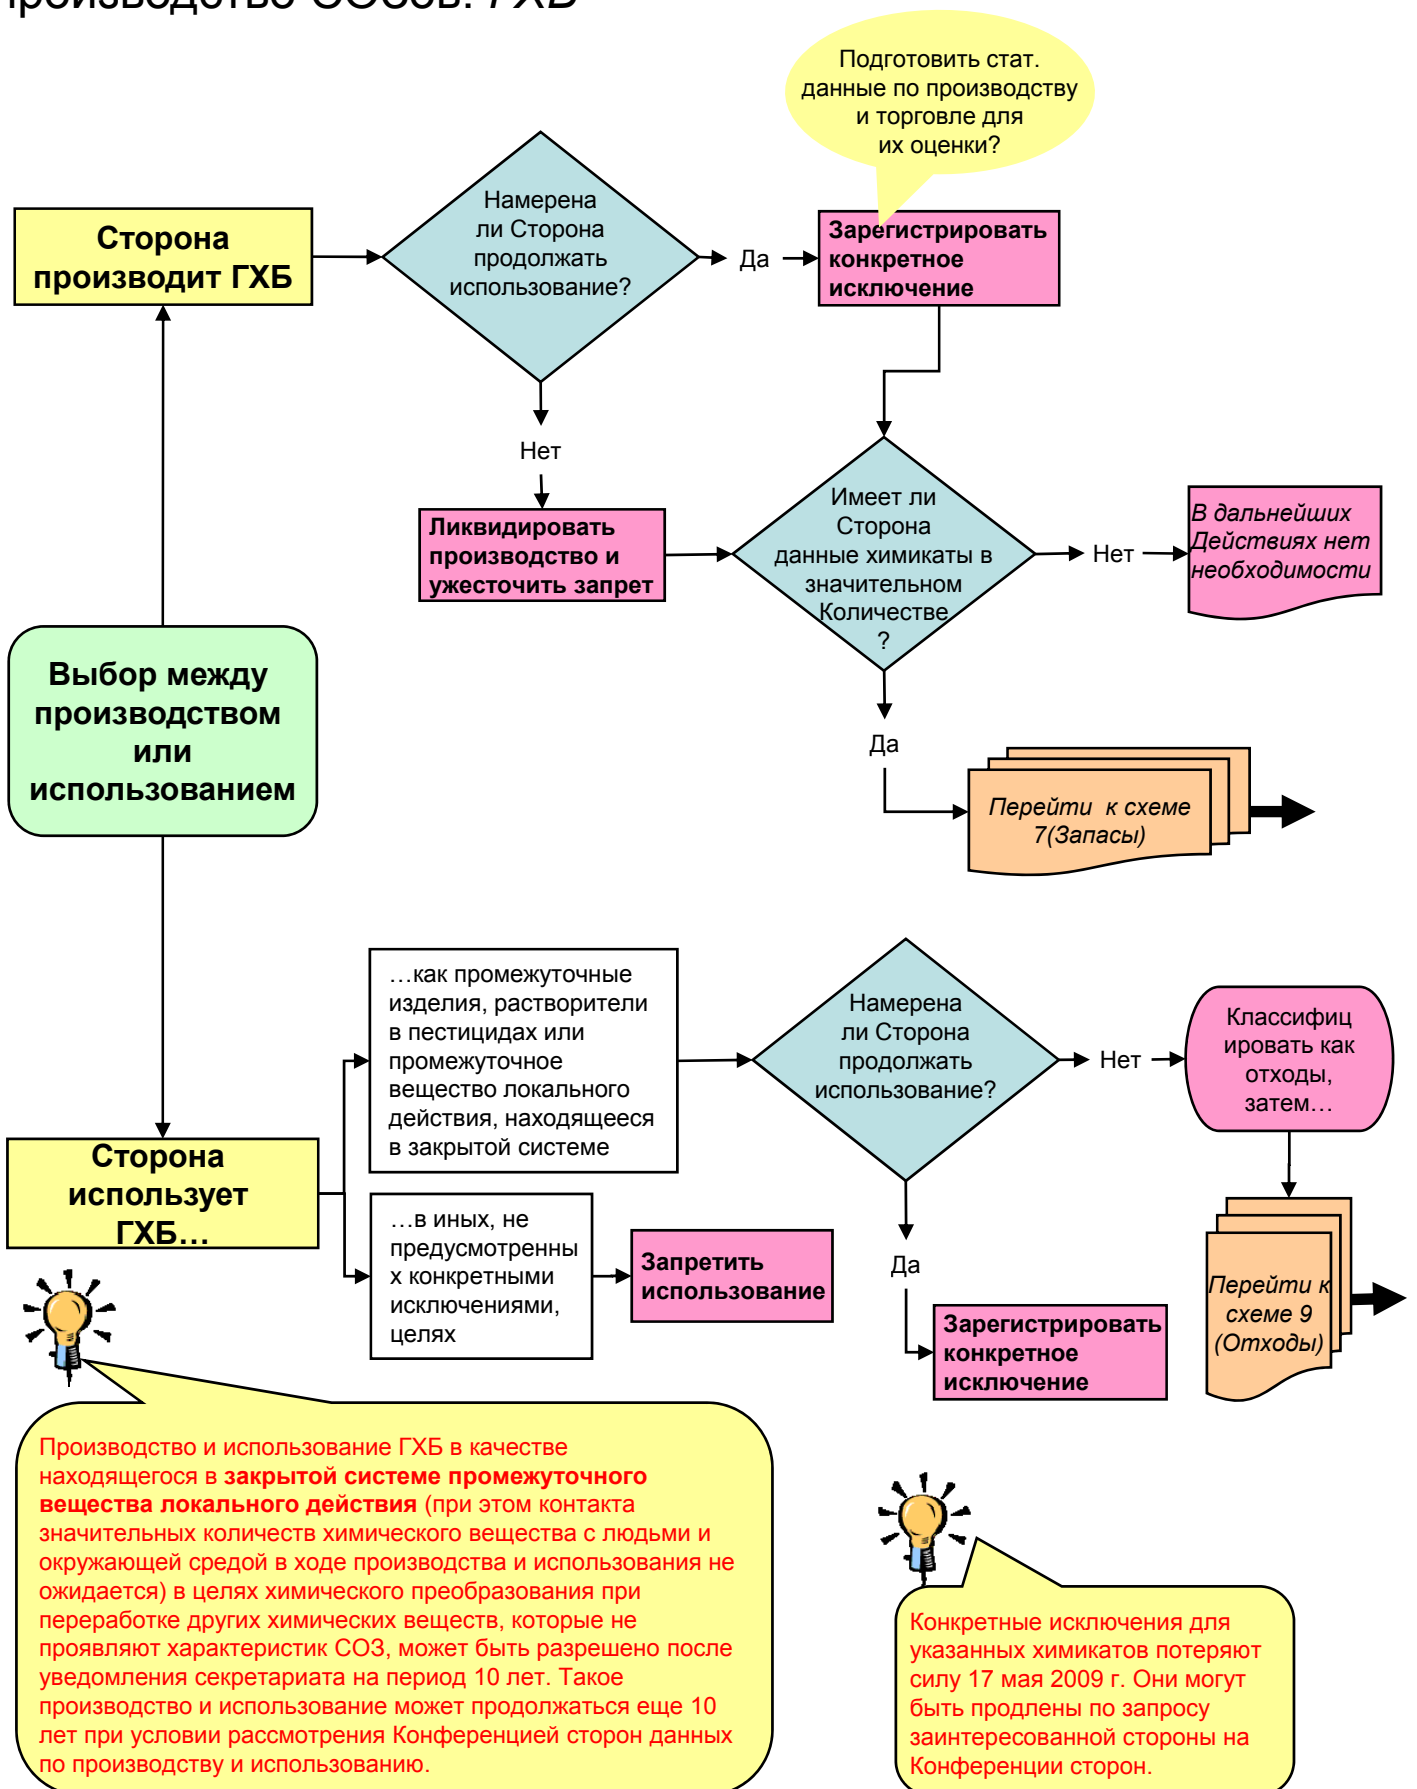 производство СОЗов: ГХБ
Подготовить стат.
данные по производству
и торговле для
их оценки?
Сторона
производит ГХБ
Намерена
ли Сторона
продолжать
использование?
Да
Зарегистрировать
конкретное
исключение
Нет
Ликвидировать
производство и
ужесточить запрет
Имеет ли
Сторона
данные химикаты в
значительном
Количестве
?
Нет
В дальнейших
Действиях нет
необходимости
Выбор между
производством
или
использованием
Да
Перейти к схеме
7(Запасы)
…как промежуточные
изделия, растворители
в пестицидах или
промежуточное
вещество локального
действия, находящееся
в закрытой системе
Намерена
ли Сторона
продолжать
использование?
Нет
Классифиц
ировать как
отходы,
затем…
Сторона
использует
ГХБ…
…в иных, не
предусмотренны
х конкретными
исключениями,
целях
Запретить
использование
Да
Зарегистрировать
конкретное
исключение
Перейти к
схеме 9
(Отходы)
Производство и использование ГХБ в качестве
находящегося в закрытой системе промежуточного
вещества локального действия (при этом контакта
значительных количеств химического вещества с людьми и
окружающей средой в ходе производства и использования не
ожидается) в целях химического преобразования при
переработке других химических веществ, которые не
проявляют характеристик СОЗ, может быть разрешено после
уведомления секретариата на период 10 лет. Такое
производство и использование может продолжаться еще 10
лет при условии рассмотрения Конференцией сторон данных
по производству и использованию.
Конкретные исключения для
указанных химикатов потеряют
силу 17 мая 2009 г. Они могут
быть продлены по запросу
заинтересованной стороны на
Конференции сторон.